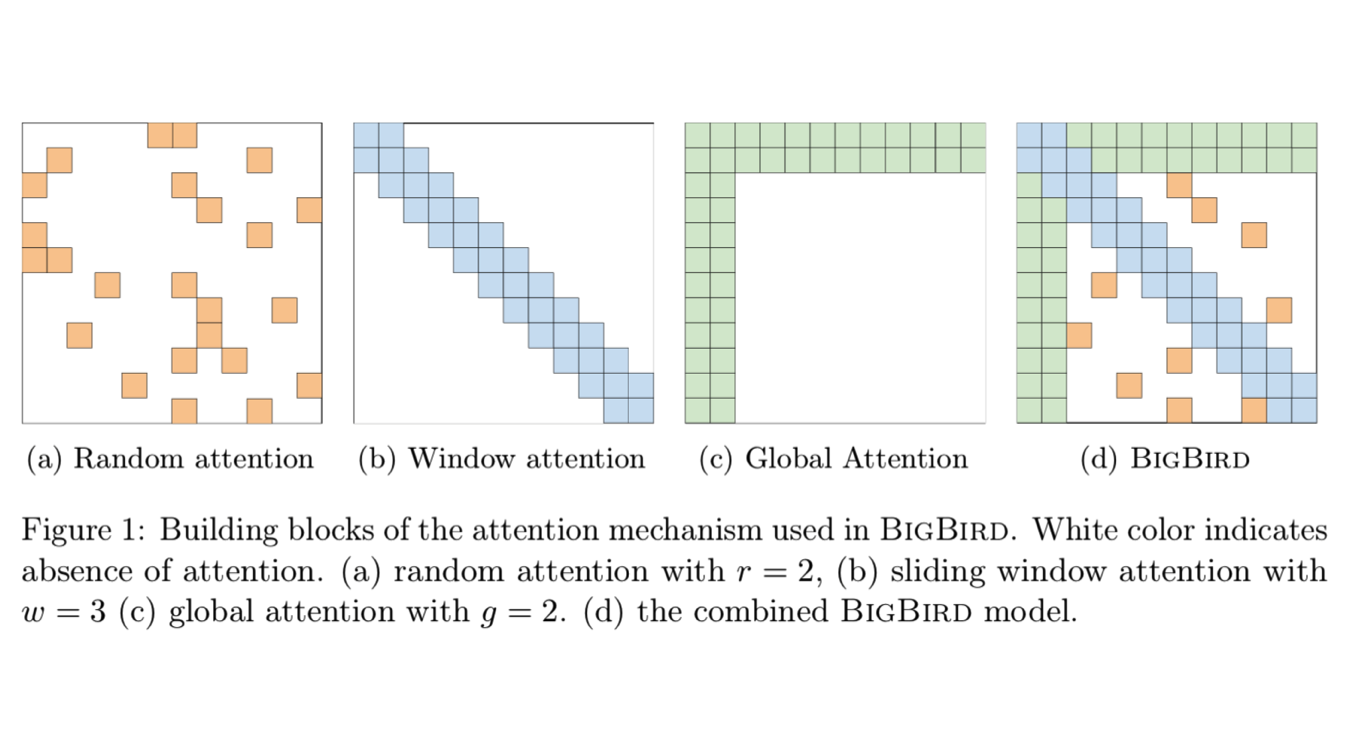 (a) Random attention
(b) Window attention
(c) Global Attention
(d) BIGBIRD
Figure 1: Building blocks of the attention mechanism used in BIGBIRD. White color indicates
absence of attention. (a) random attention with r = 2, (b) sliding window attention with
w = 3 (c) global attention with g = 2. (d) the combined BIGBIRD model.